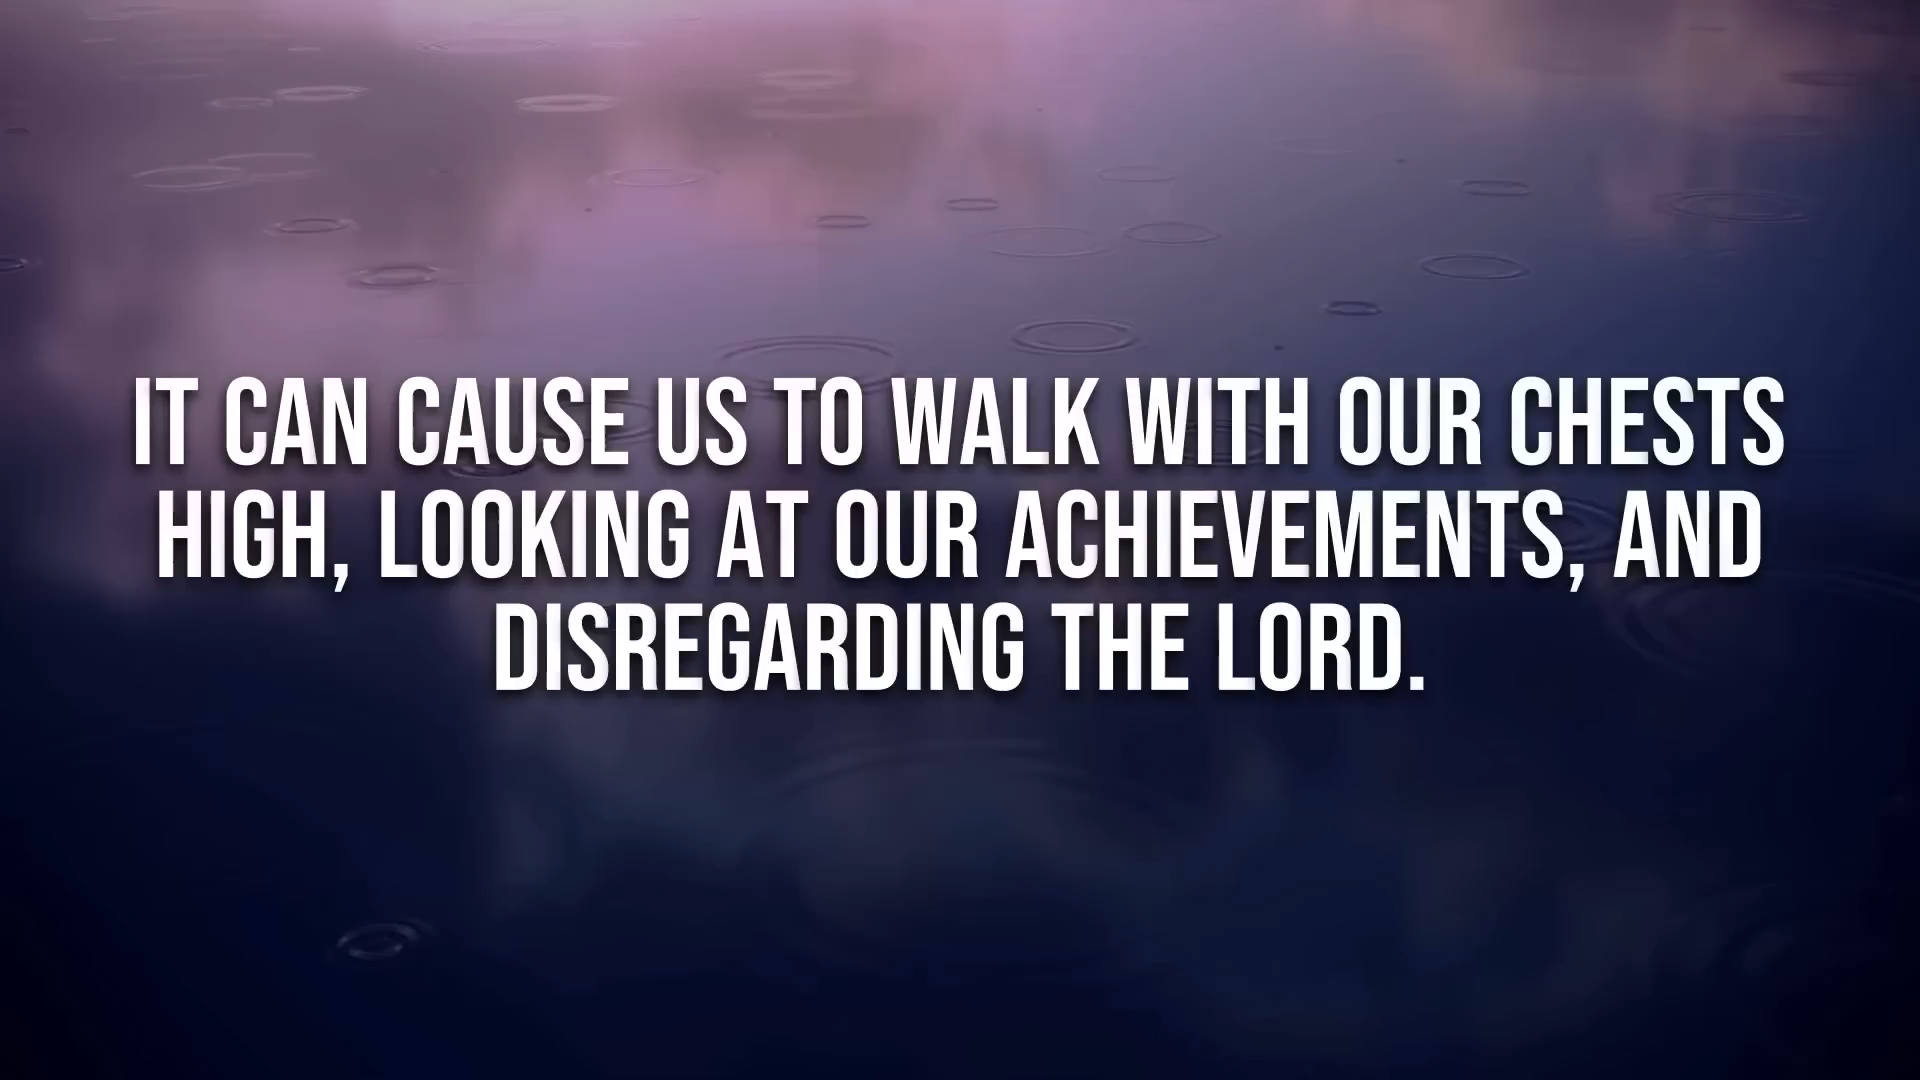 IT CAN CAUSE US TO WALK WITH OUR CHESTS
HIGH, LOOKING AT OUR ACHIEVEMENTS, AND
DISREGARDING THE LORD.